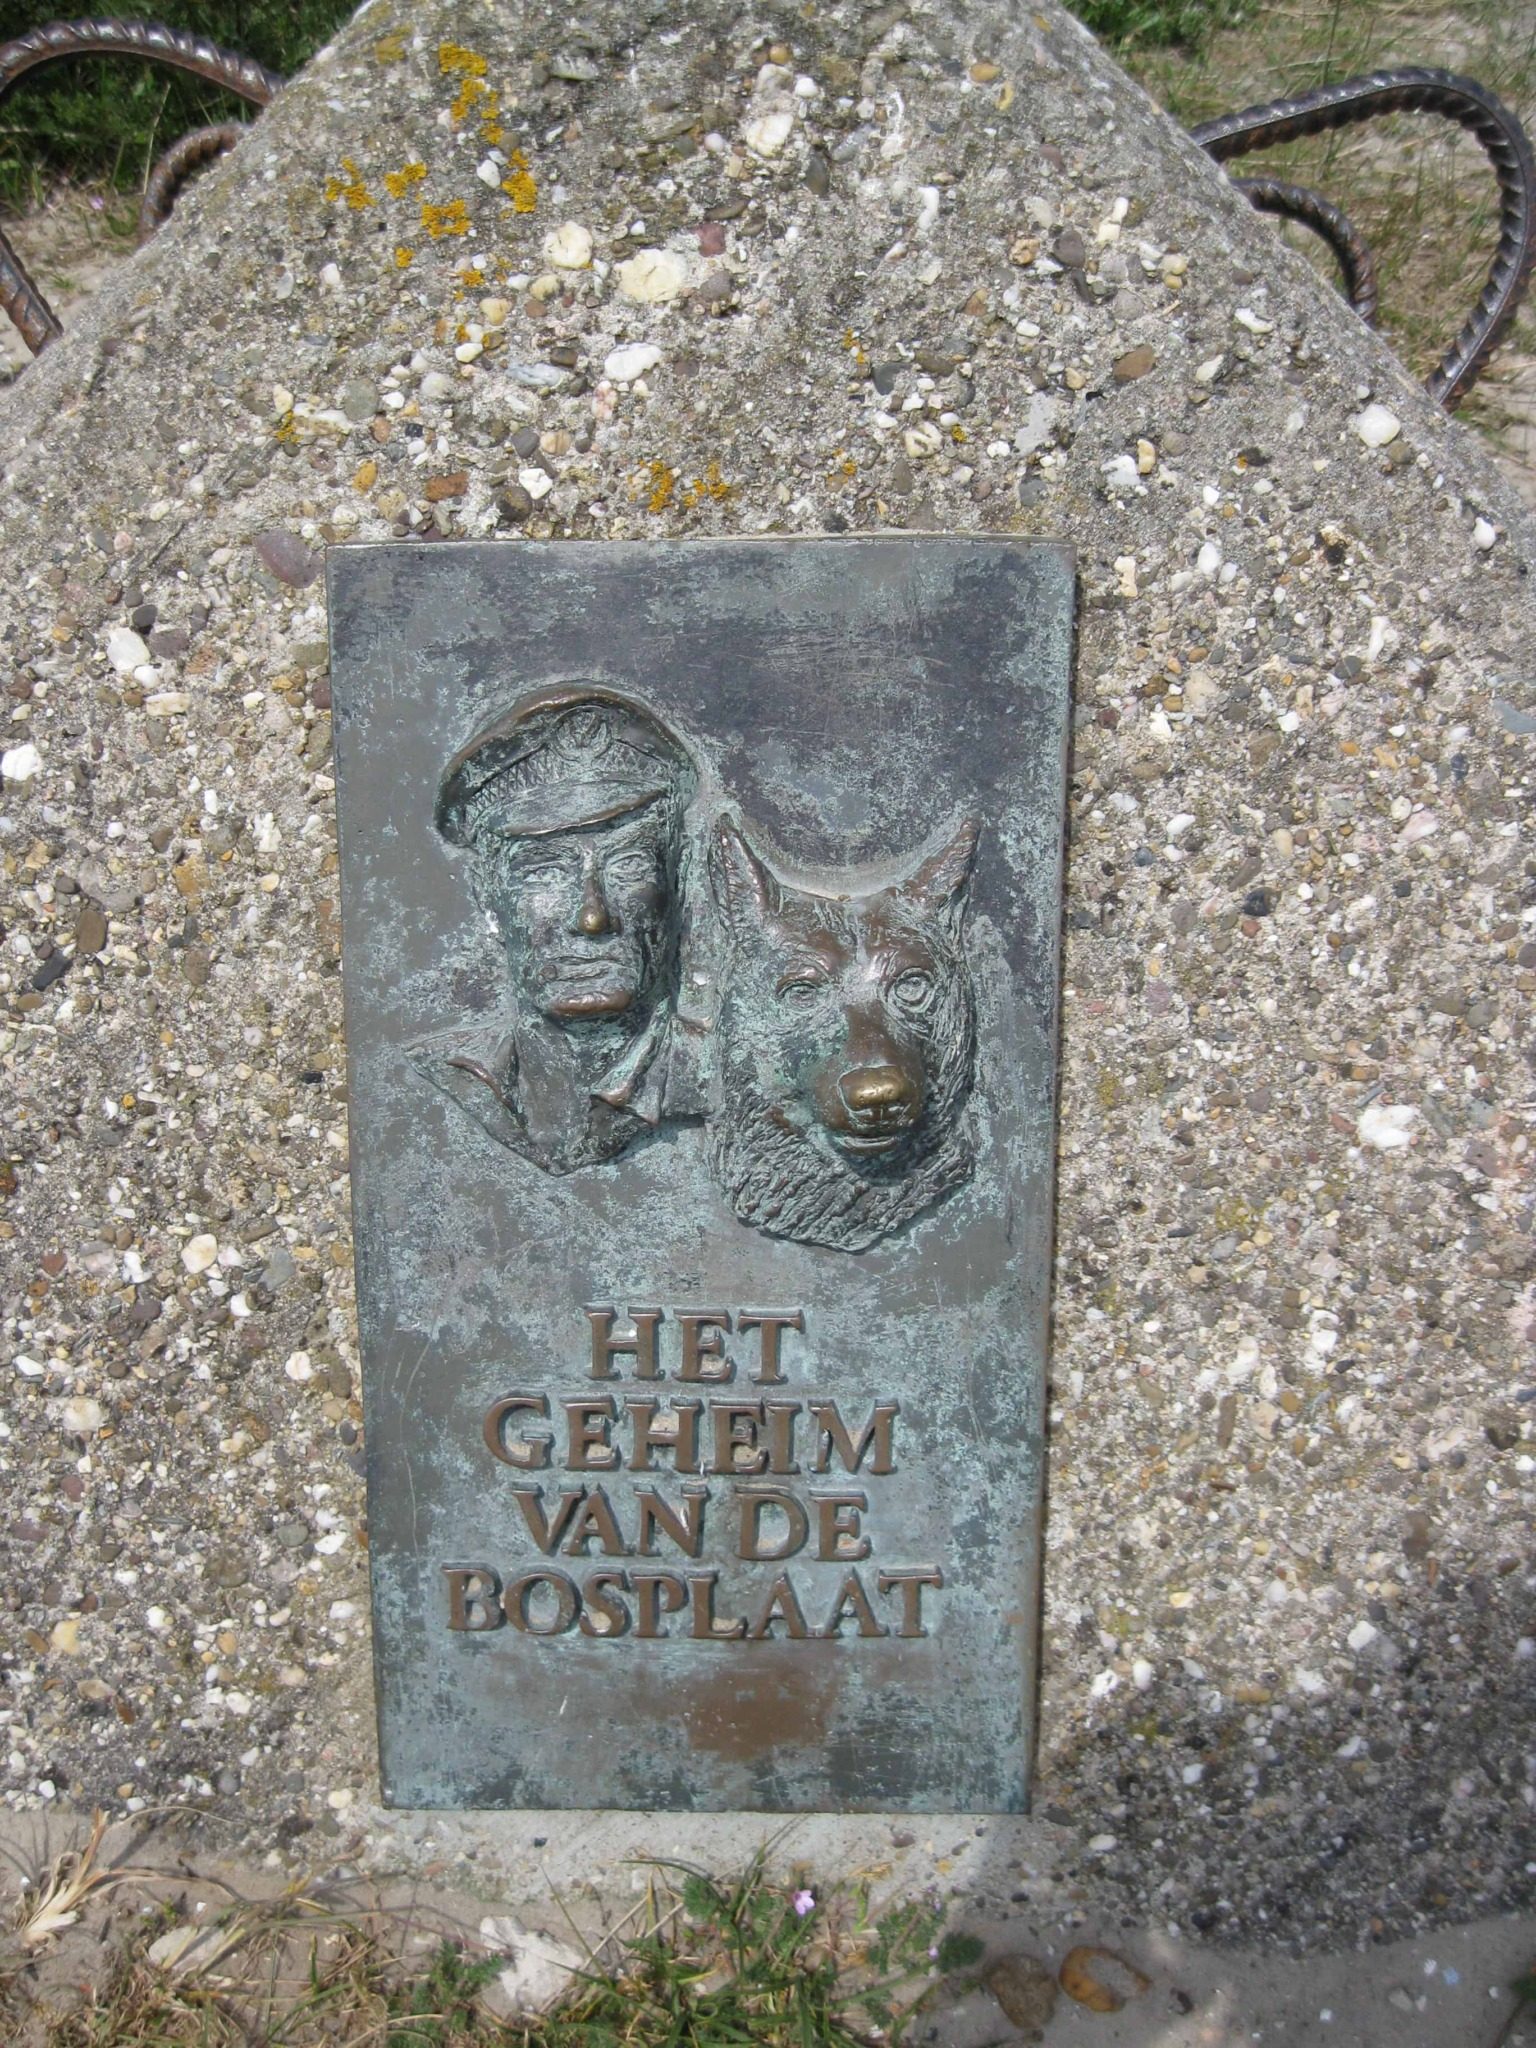 HET
GEHEIM
VAN DE
BOSPLAAT